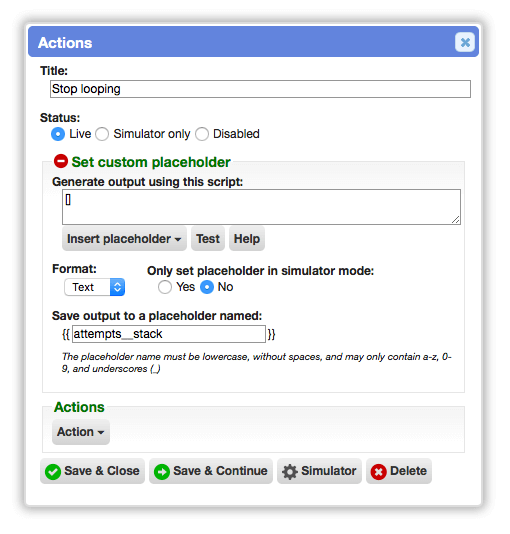 Actions
Title:
Stop looping
Status:
Live Simulator only Disabled
Set custom placeholder
Generate output using this script:
[]
Insert placeholder Test Help
Format: Only set placeholder in simulator mode:
Text Yes No
Save output to a placeholder named:
{{ attempts__stack }}
The placeholder name must be lowercase, without spaces, and may only contain a-z, 0-
9, and underscores (_)
Actions
Action
Save & Close Save & Continue Simulator Delete